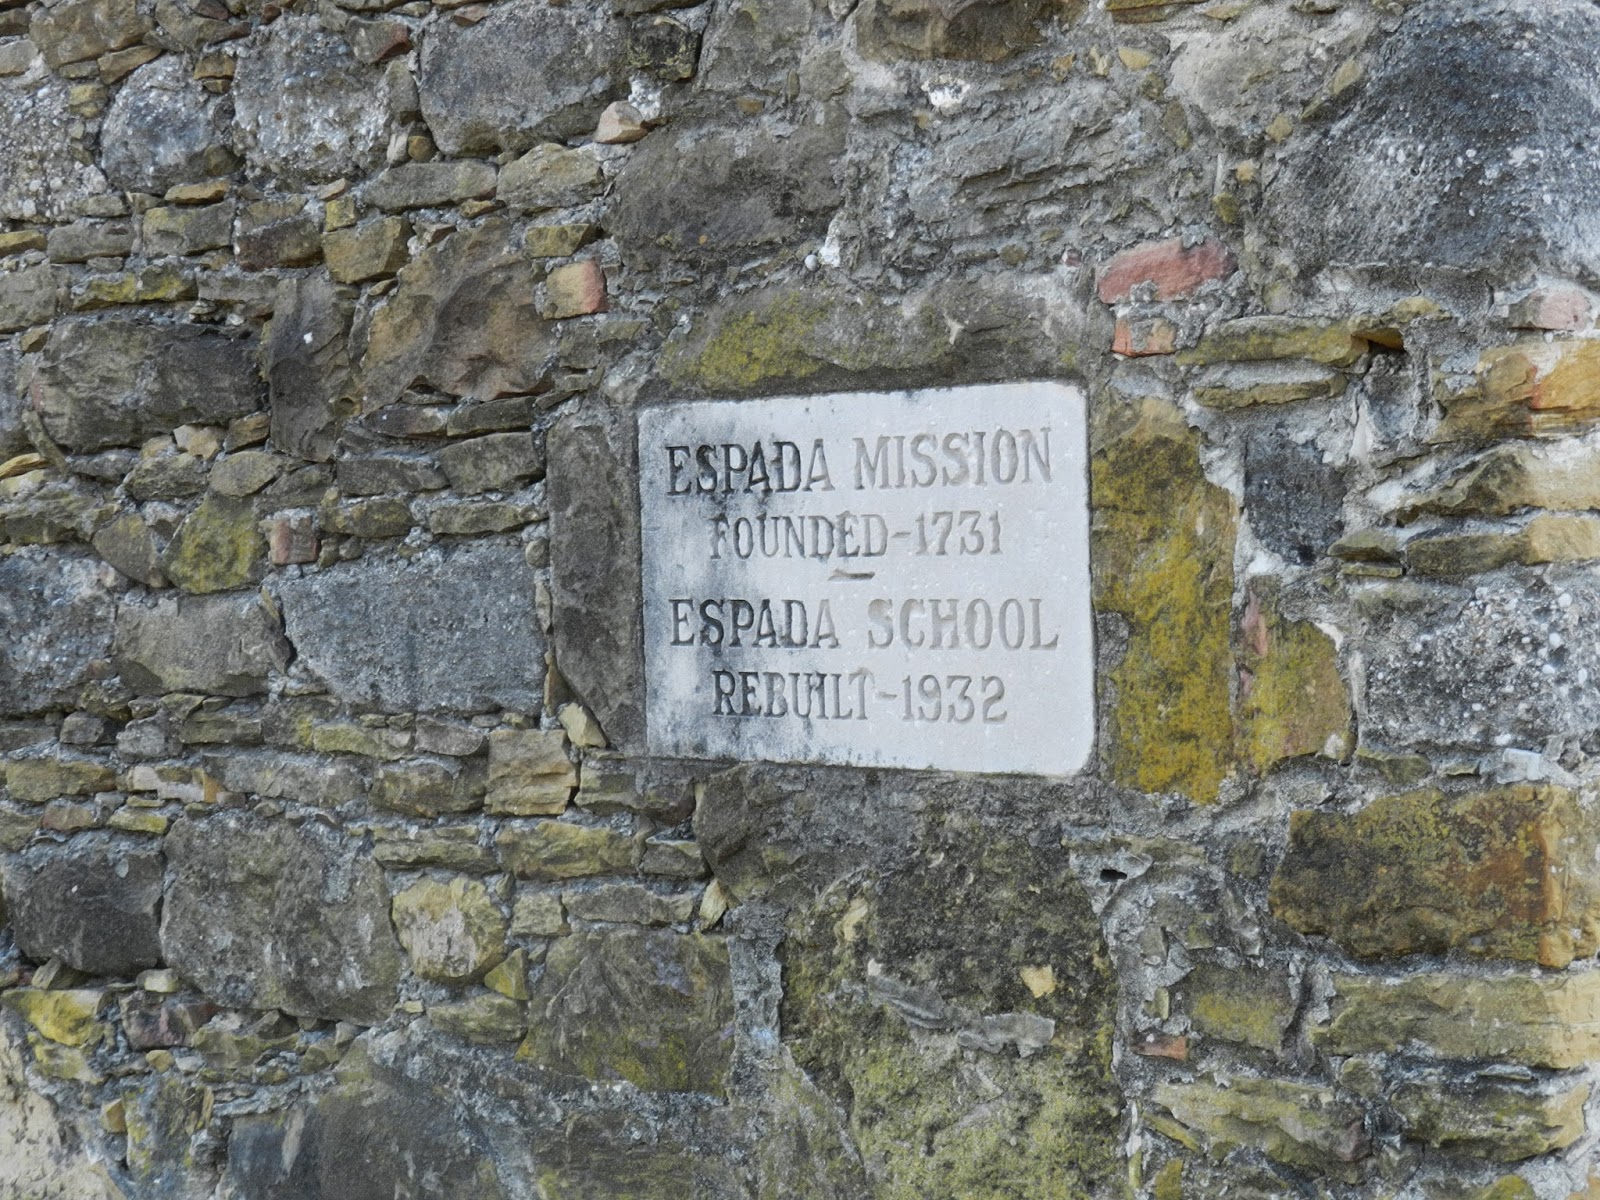 ESPADA MISSION
FOUNDED-1731
ESPADA SCHOOL
REBUILT-1932